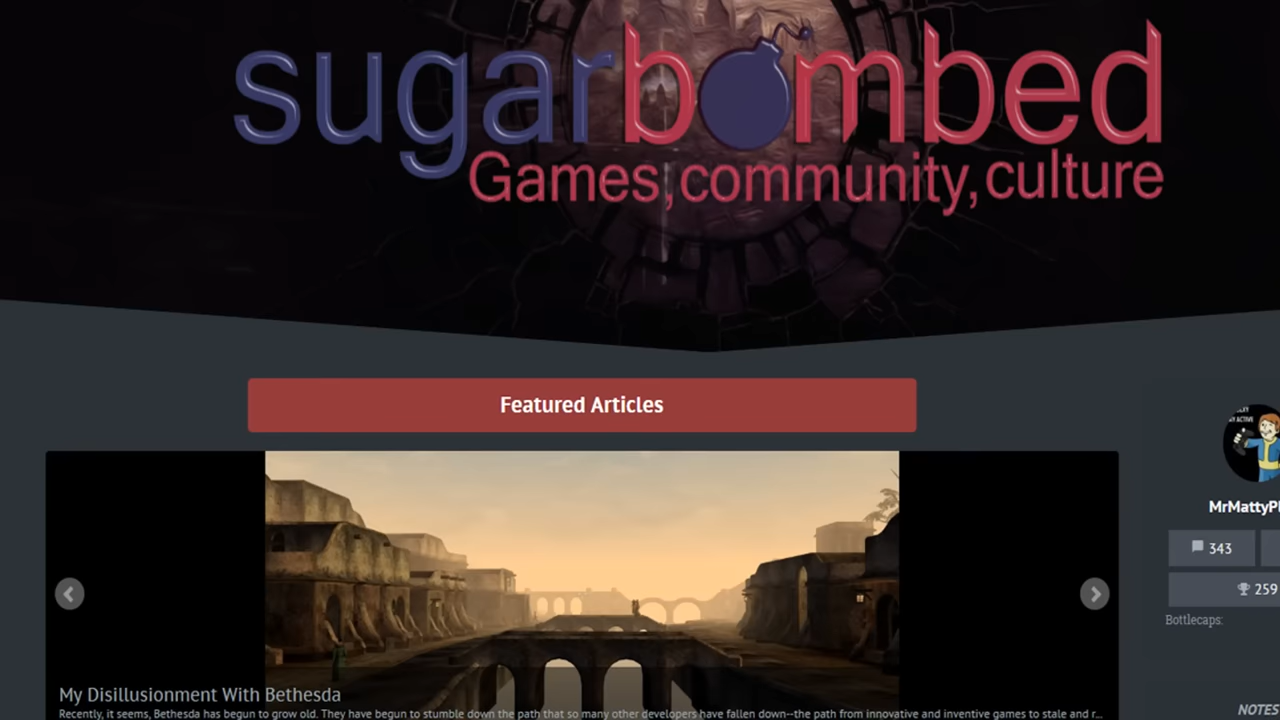 sugarbombed
Games,community,culture
Featured Articles
343
259
Bottlecaps:
My Disillusionment With Bethesda
Recently, it seems, Bethesda has begun to grow old. They have begun to stumble down the path that so many other developers have fallen down--the path from innovative and inventive games to stale and r...
NOTES